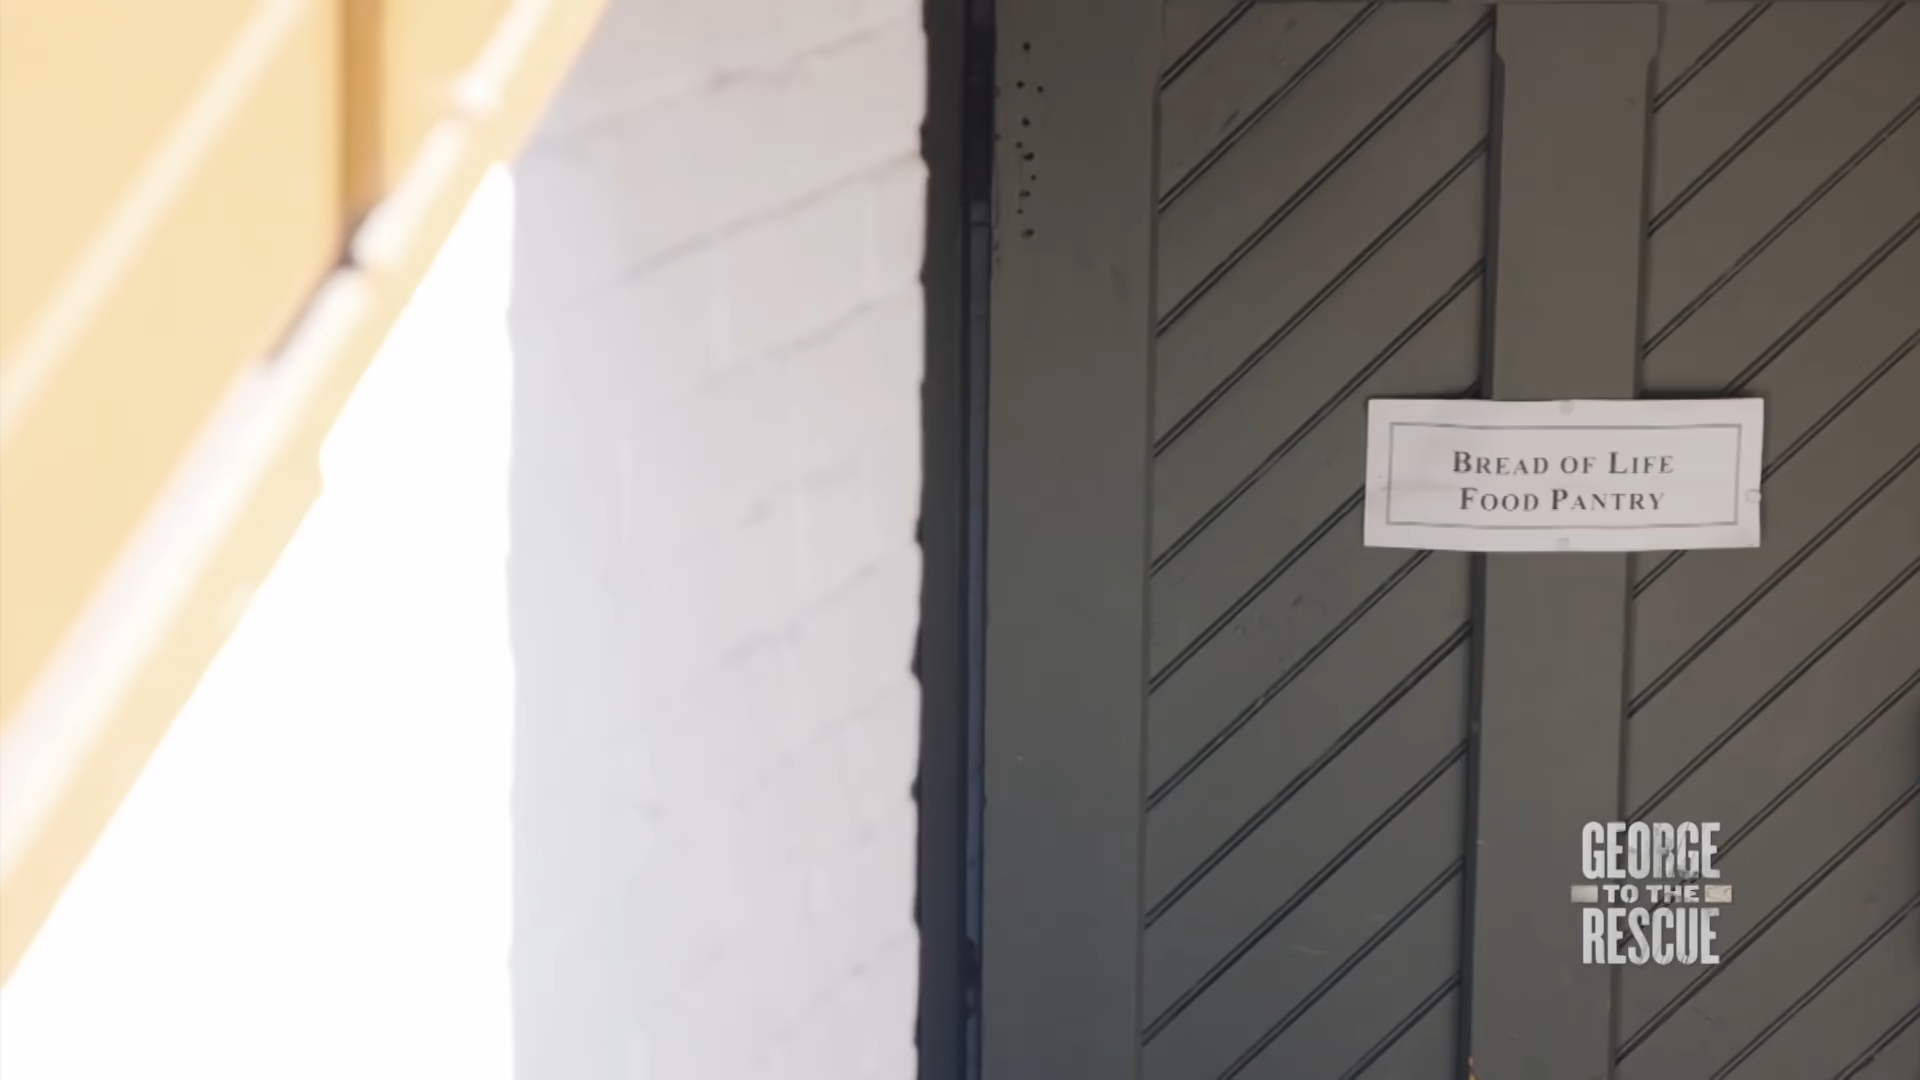 BREAD OF LIFE
FOOD PANTRY
GEORGE
TO THE
RESCUE